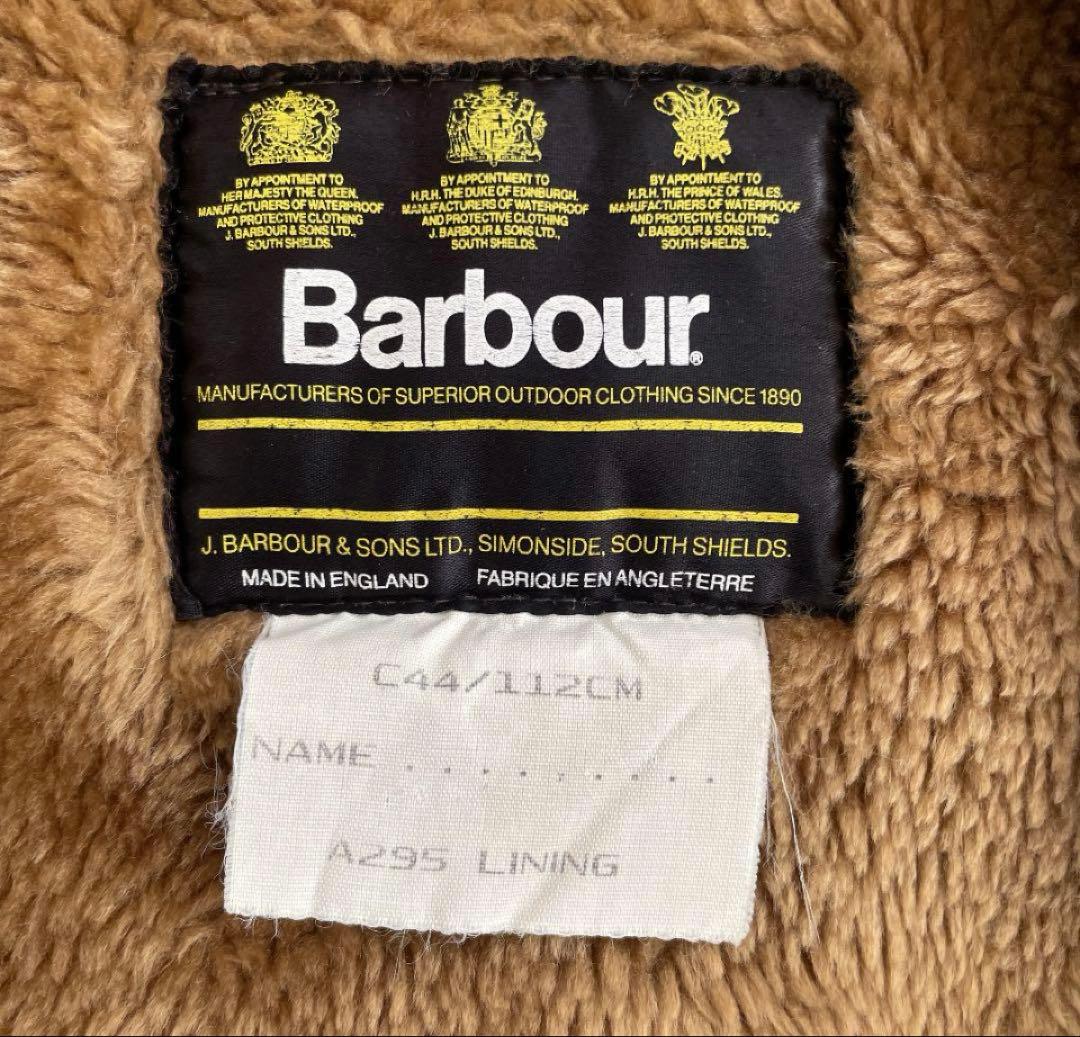 BY APPOINTMENT TO
HER MAJESTY THE QUEEN,
MANUFACTURERS OF WATERPROOF
AND PROTECTIVE CLOTHING
J. BARBOUR & SONS LTD.,
SOUTH SHIELDS.
BY APPOINTMENT TO
H.R.H. THE DUKE OF EDINBURGH,
MANUFACTURERS OF WATERPROOF
AND PROTECTIVE CLOTHING
J. BARBOUR & SONS LTD.,
SOUTH SHIELDS.
BY APPOINTMENT TO
H.R.H. THE PRINCE OF WALES,
MANUFACTURERS OF WATERPROOF
AND PROTECTIVE CLOTHING
J. BARBOUR & SONS LTD.,
SOUTH SHIELDS.
Barbour®
MANUFACTURERS OF SUPERIOR OUTDOOR CLOTHING SINCE 1890
J. BARBOUR & SONS LTD., SIMONSIDE, SOUTH SHIELDS.
MADE IN ENGLAND FABRIQUE EN ANGLETERRE
C44/112CM
NAME .........
A295 LINING